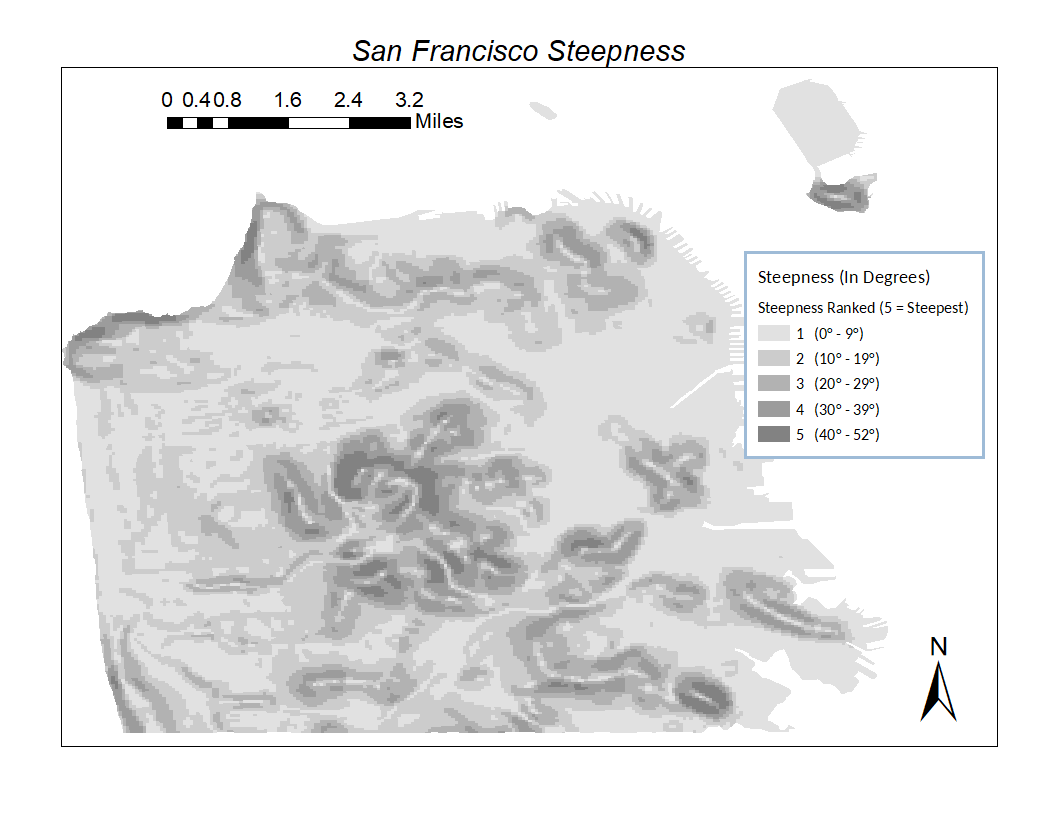 San Francisco Steepness
0 0.4 0.8 1.6 2.4 3.2
Miles
Steepness (In Degrees)
Steepness Ranked (5 = Steepest)
1 (0° - 9°)
2 (10° - 19°)
3 (20° - 29°)
4 (30° - 39°)
5 (40° - 52°)
N